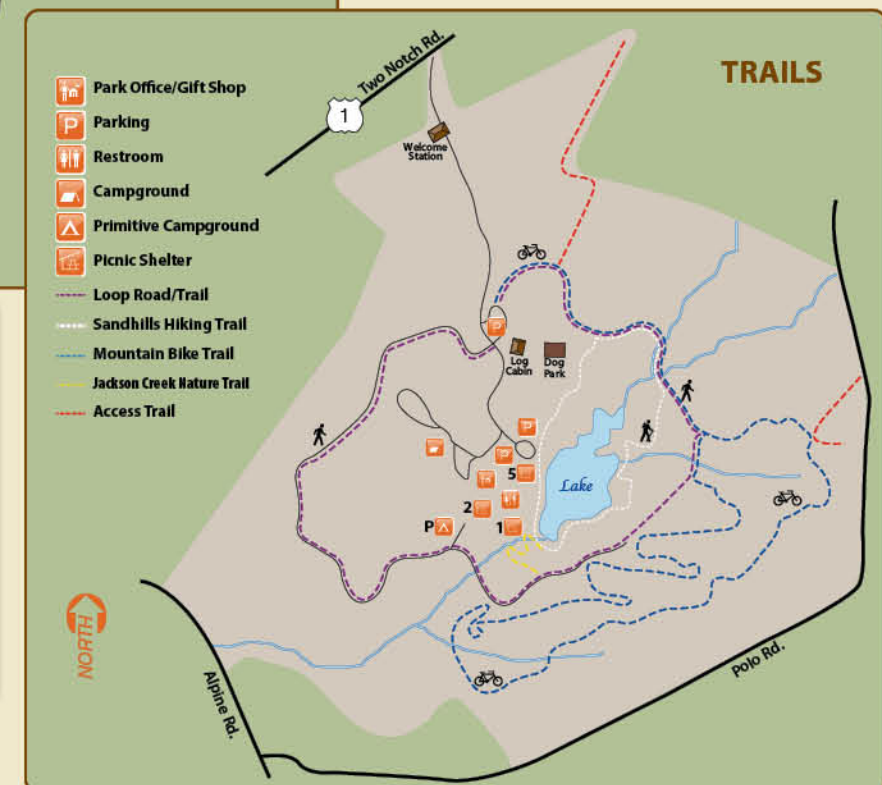 TRAILS
Two Notch Rd.
1
Welcome
Station
Park Office/Gift Shop
P
Parking
Restroom
Campground
Primitive Campground
Picnic Shelter
Loop Road/Trail
Sandhills Hiking Trail
Mountain Bike Trail
Jackson Creek Nature Trail
Access Trail
P
Log
Cabin
Dog
Park
P
P
5
Lake
2
P
1
NORTH
Alpine Rd.
Polo Rd.